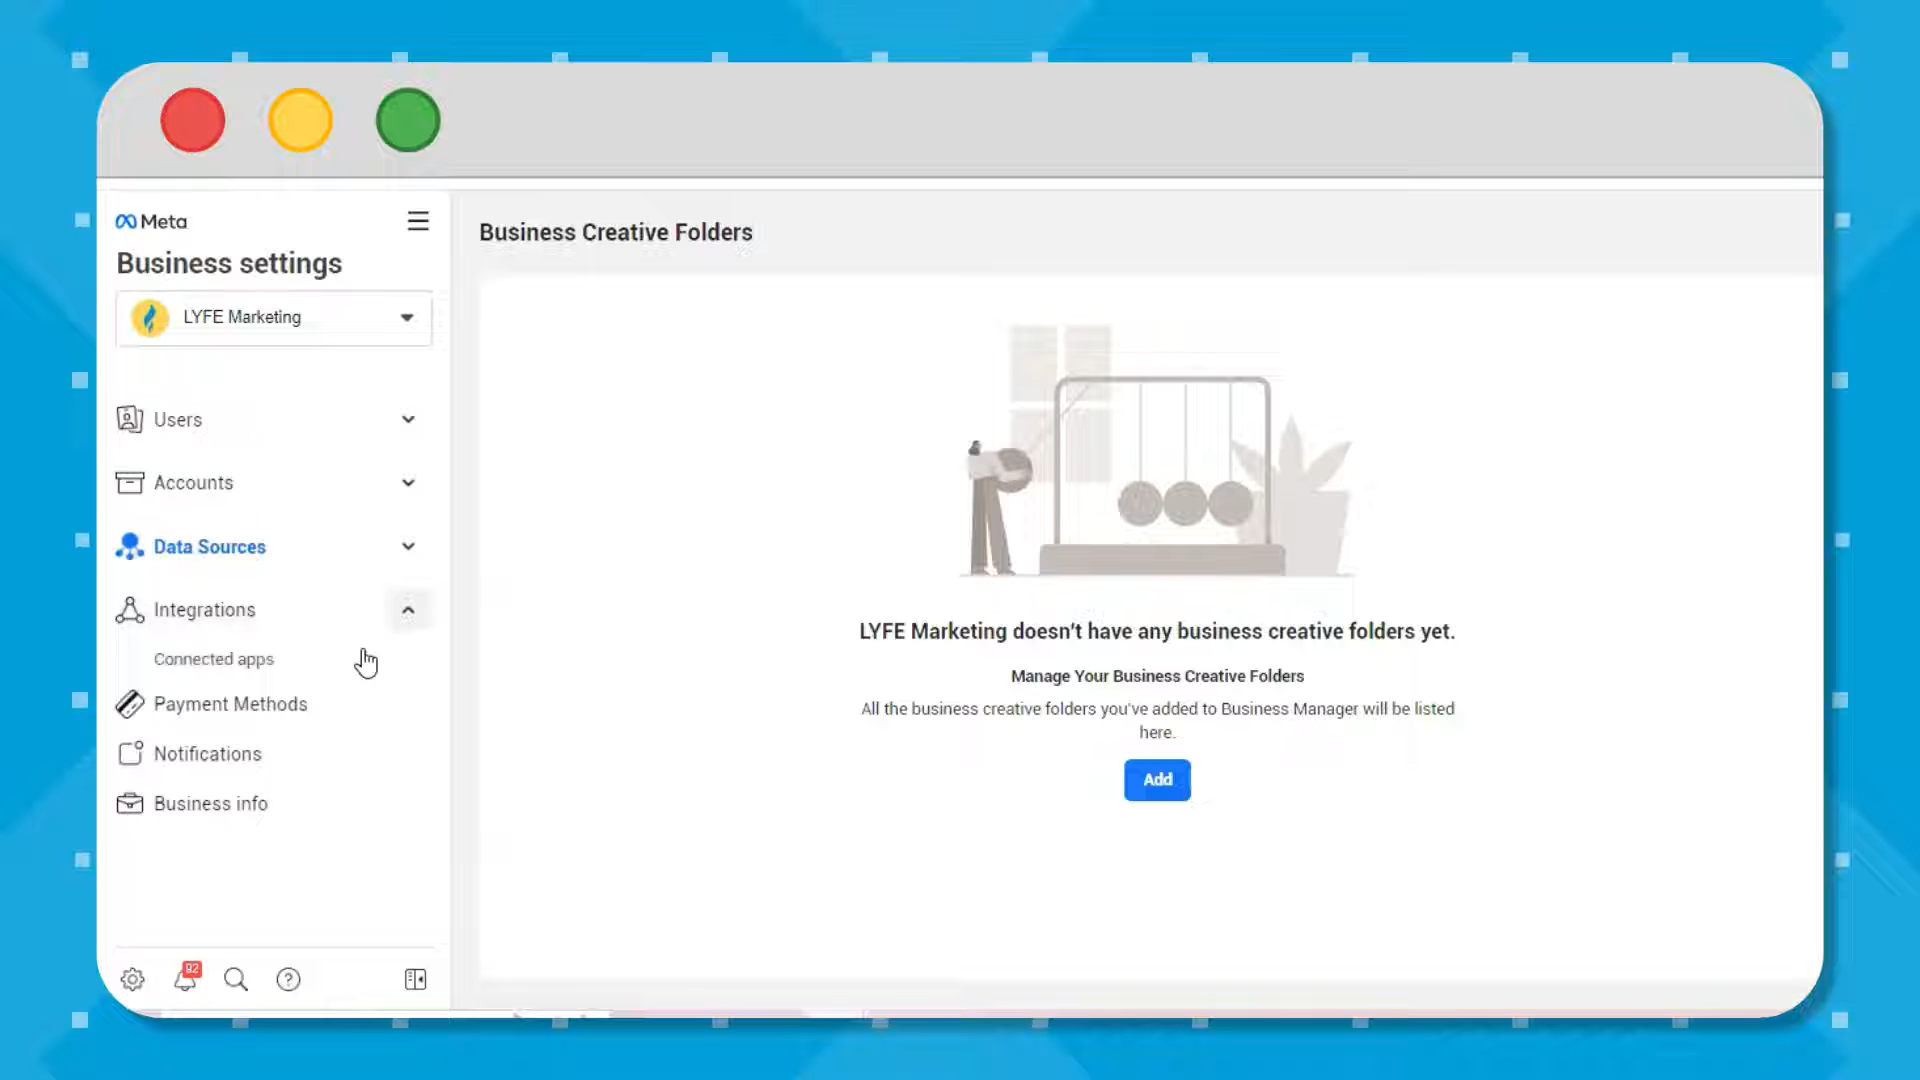 Meta
Business settings
LYFE Marketing
Users
Accounts
Data Sources
Integrations
Connected apps
Payment Methods
Notifications
Business info
92
Business Creative Folders
LYFE Marketing doesn't have any business creative folders yet.
Manage Your Business Creative Folders
All the business creative folders you've added to Business Manager will be listed
here.
Add